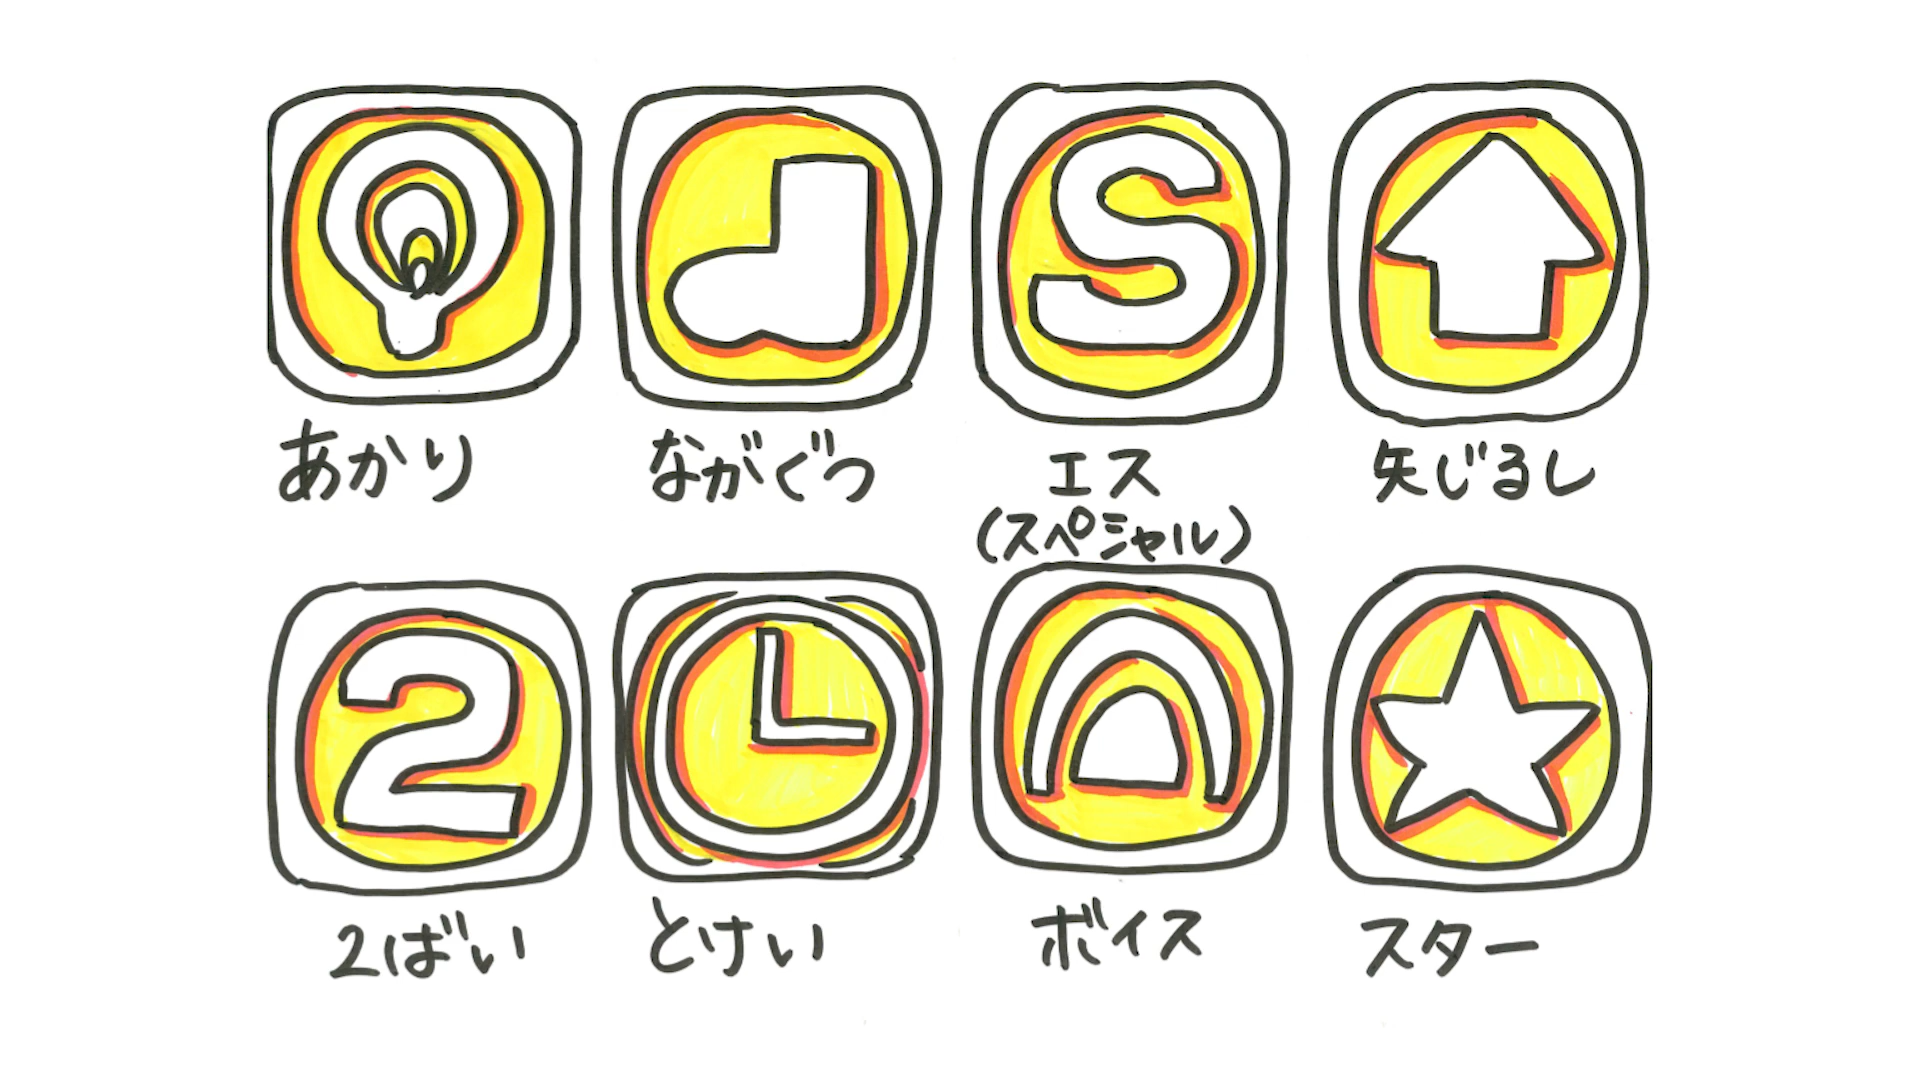 S
あかり ながぐつ エス 矢じるし
(スペシャル)
2
2ばい とけい ボイス スター